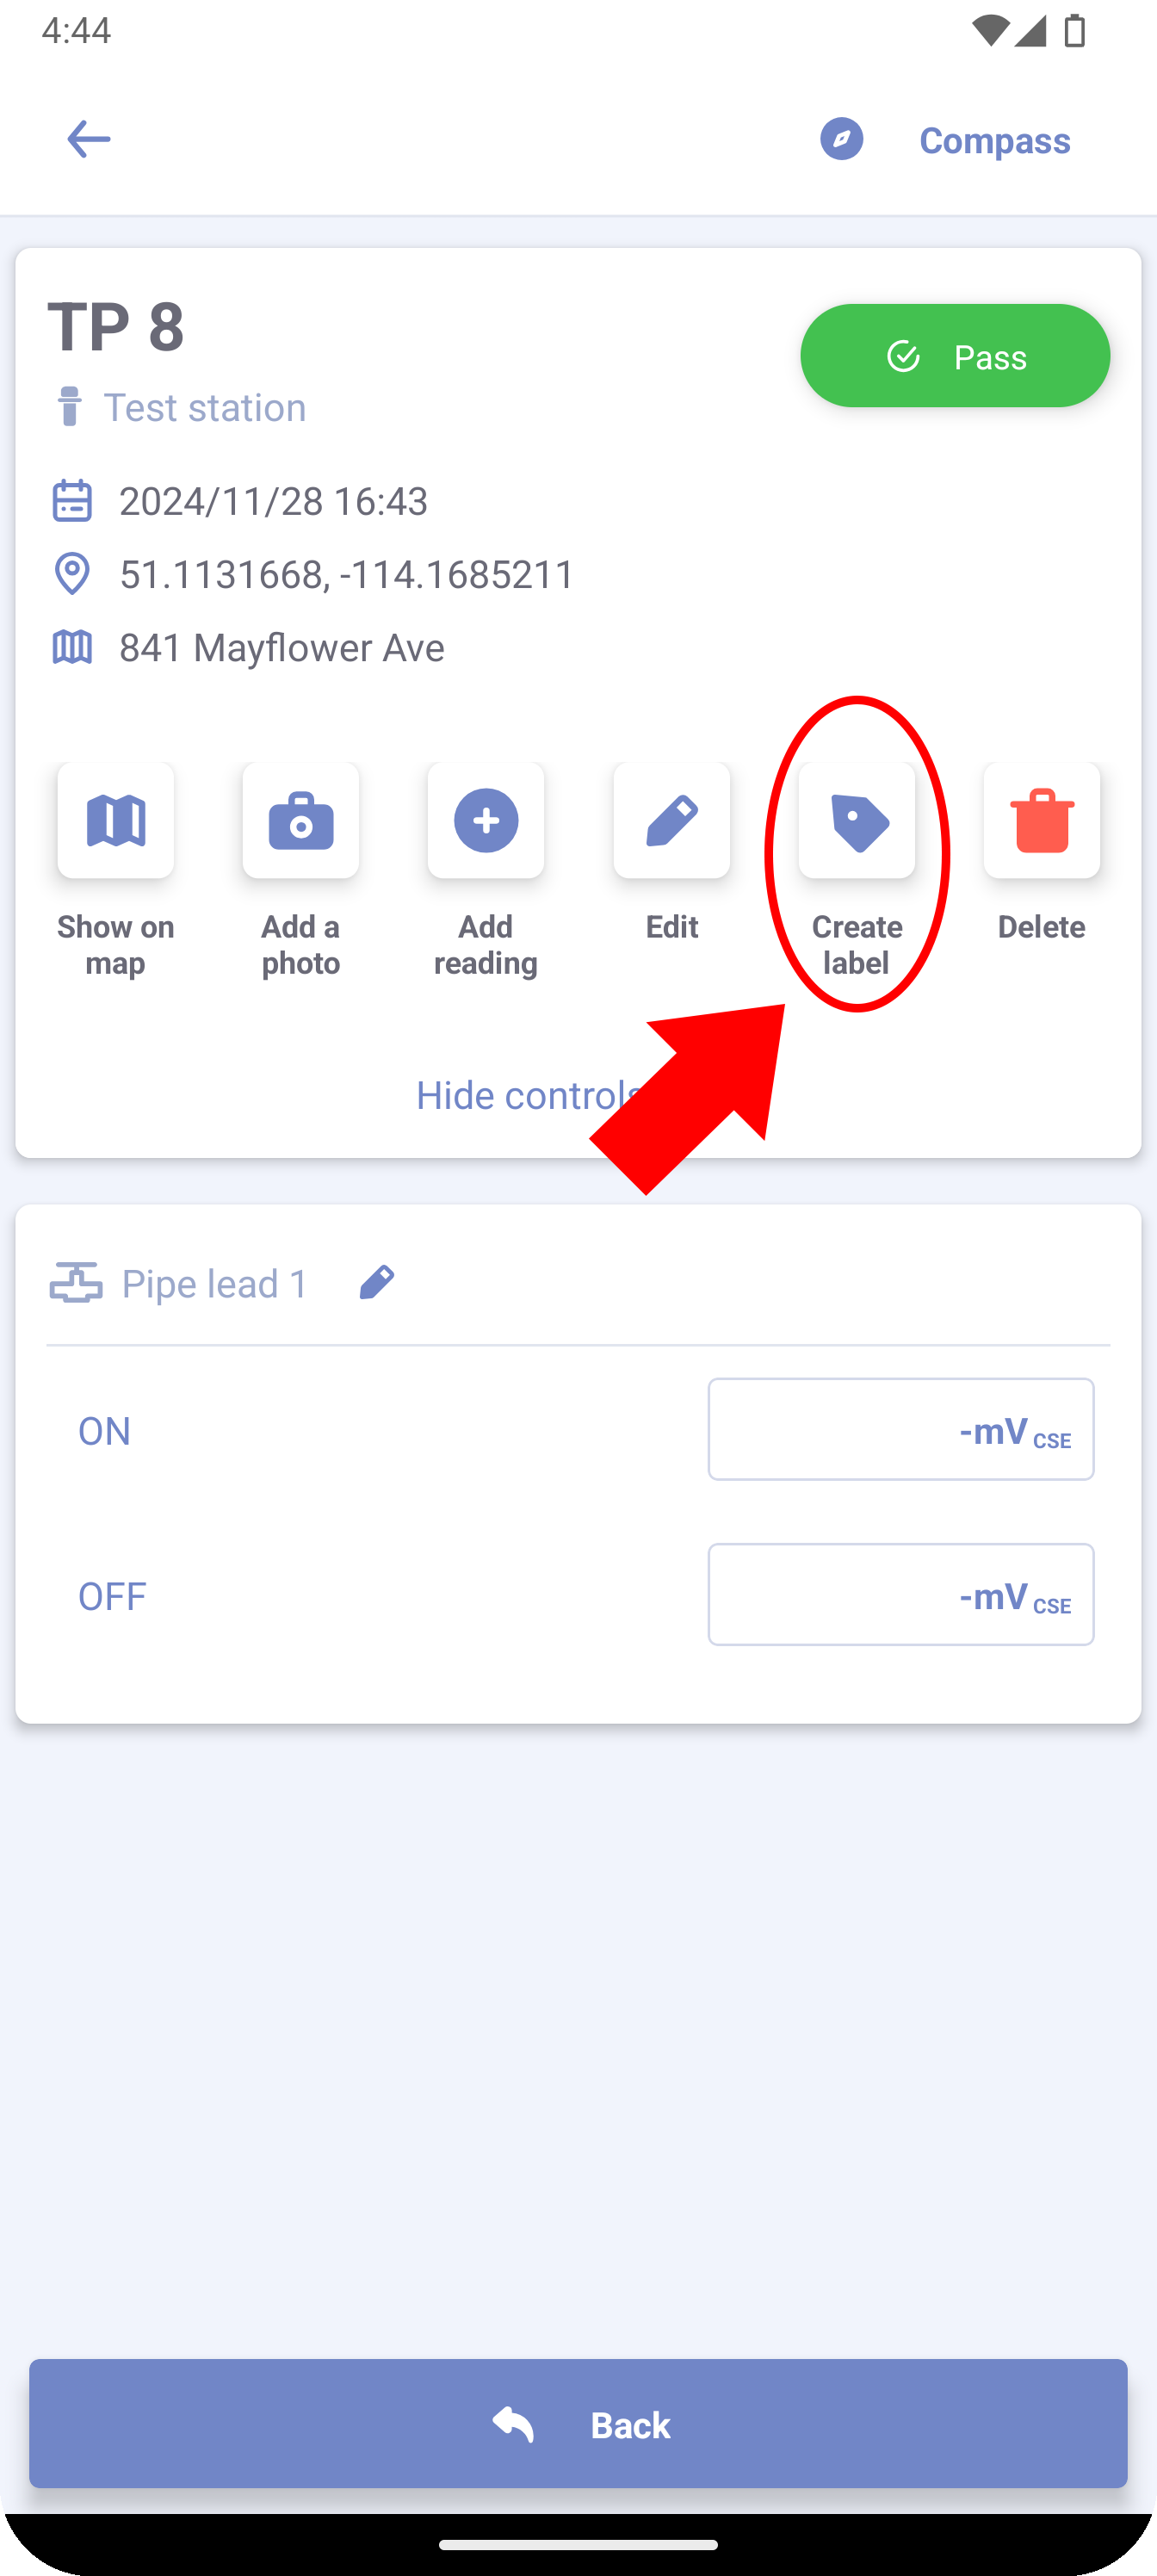 4:44
Compass
TP 8
Pass
Test station
2024/11/28 16:43
51.1131668, -114.1685211
841 Mayflower Ave
Show on map
Add a photo
Add reading
Edit
Create label
Delete
Hide controls
Pipe lead 1
ON
-mV CSE
OFF
-mV CSE
Back